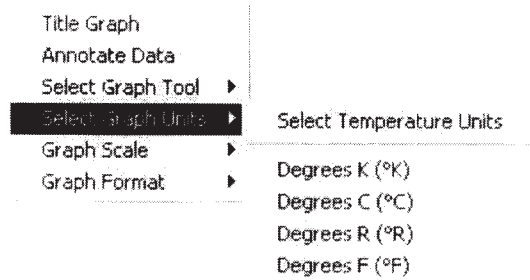 Title Graph
Annotate Data
Select Graph Tool
Select Graph Units
Graph Scale
Graph Format
Select Temperature Units
Degrees K (°K)
Degrees C (°C)
Degrees R (°R)
Degrees F (°F)